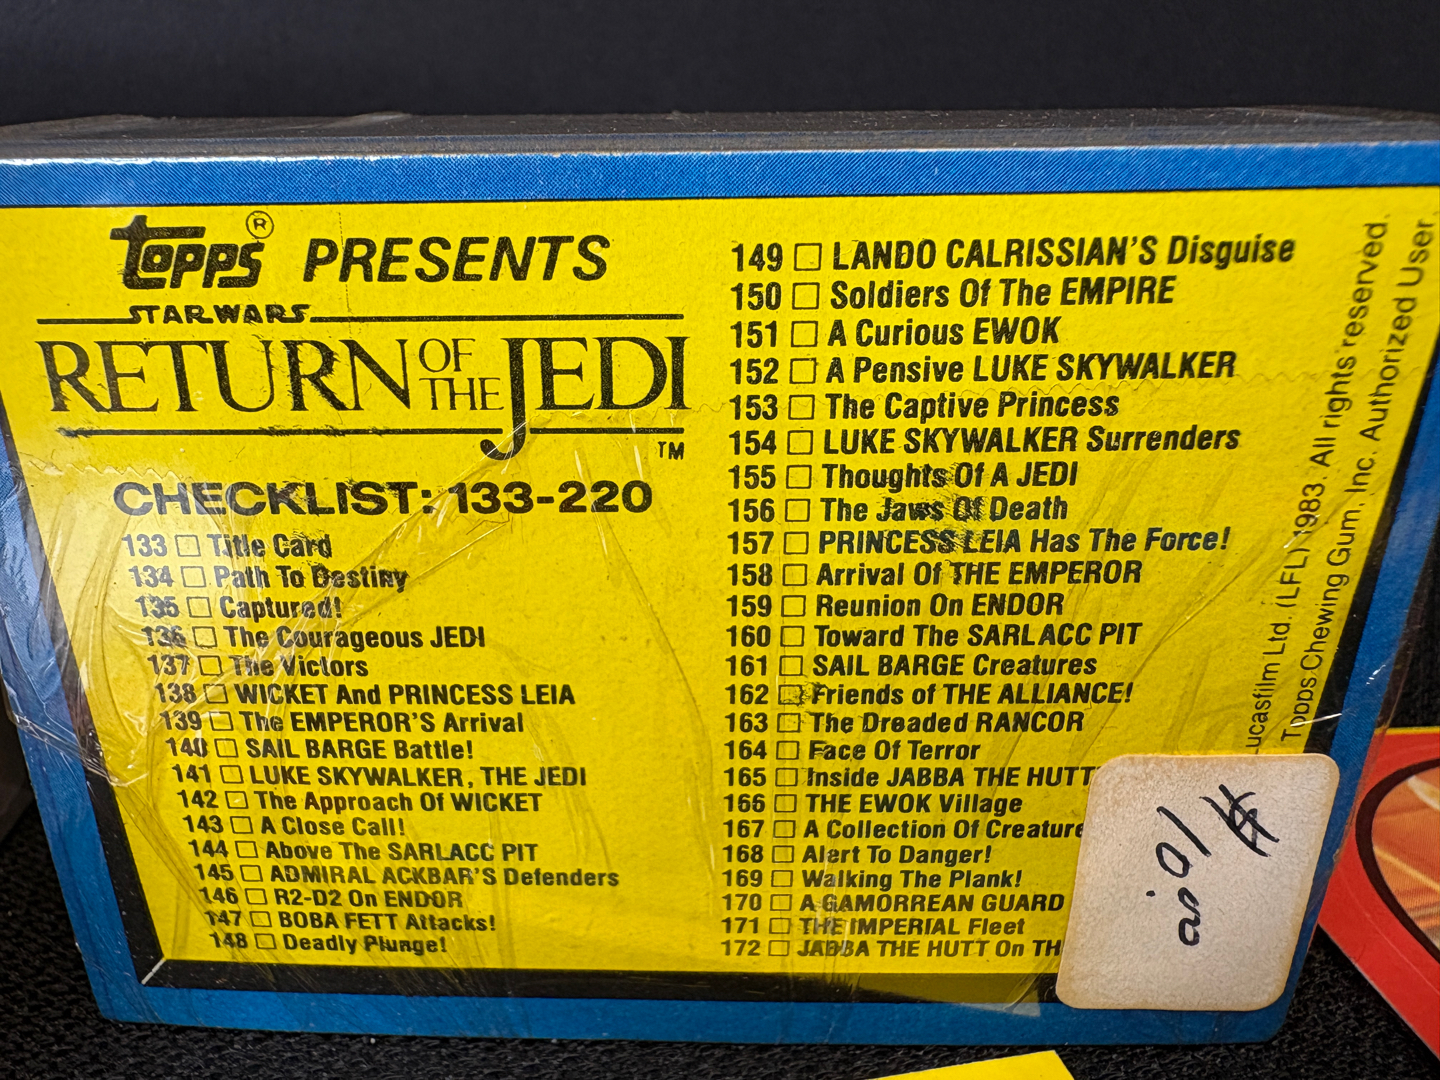 topps® PRESENTS
STAR WARS
RETURN OF THE JEDI
TM
CHECKLIST: 133-220
133 □ Title Card
134 □ Path To Destiny
135 □ Captured!
136 □ The Courageous JEDI
137 □ The Victors
138 □ WICKET And PRINCESS LEIA
139 □ The EMPEROR'S Arrival
140 □ SAIL BARGE Battle!
141 □ LUKE SKYWALKER, THE JEDI
142 □ The Approach Of WICKET
143 □ A Close Call!
144 □ Above The SARLACC PIT
145 □ ADMIRAL ACKBAR'S Defenders
146 □ R2-D2 On ENDOR
147 □ BOBA FETT Attacks!
148 □ Deadly Plunge!
149 □ LANDO CALRISSIAN'S Disguise
150 □ Soldiers Of The EMPIRE
151 □ A Curious EWOK
152 □ A Pensive LUKE SKYWALKER
153 □ The Captive Princess
154 □ LUKE SKYWALKER Surrenders
155 □ Thoughts Of A JEDI
156 □ The Jaws Of Death
157 □ PRINCESS LEIA Has The Force!
158 □ Arrival Of THE EMPEROR
159 □ Reunion On ENDOR
160 □ Toward The SARLACC PIT
161 □ SAIL BARGE Creatures
162 □ Friends of THE ALLIANCE!
163 □ The Dreaded RANCOR
164 □ Face Of Terror
165 □ Inside JABBA THE HUTT
166 □ THE EWOK Village
167 □ A Collection Of Creature
168 □ Alert To Danger!
169 □ Walking The Plank!
170 □ A GAMORREAN GUARD
171 □ THE IMPERIAL Fleet
172 □ JABBA THE HUTT On TH
ucasfilm Ltd. (LFL) 1983. All rights reserved.
Topps Chewing Gum, Inc. Authorized User.